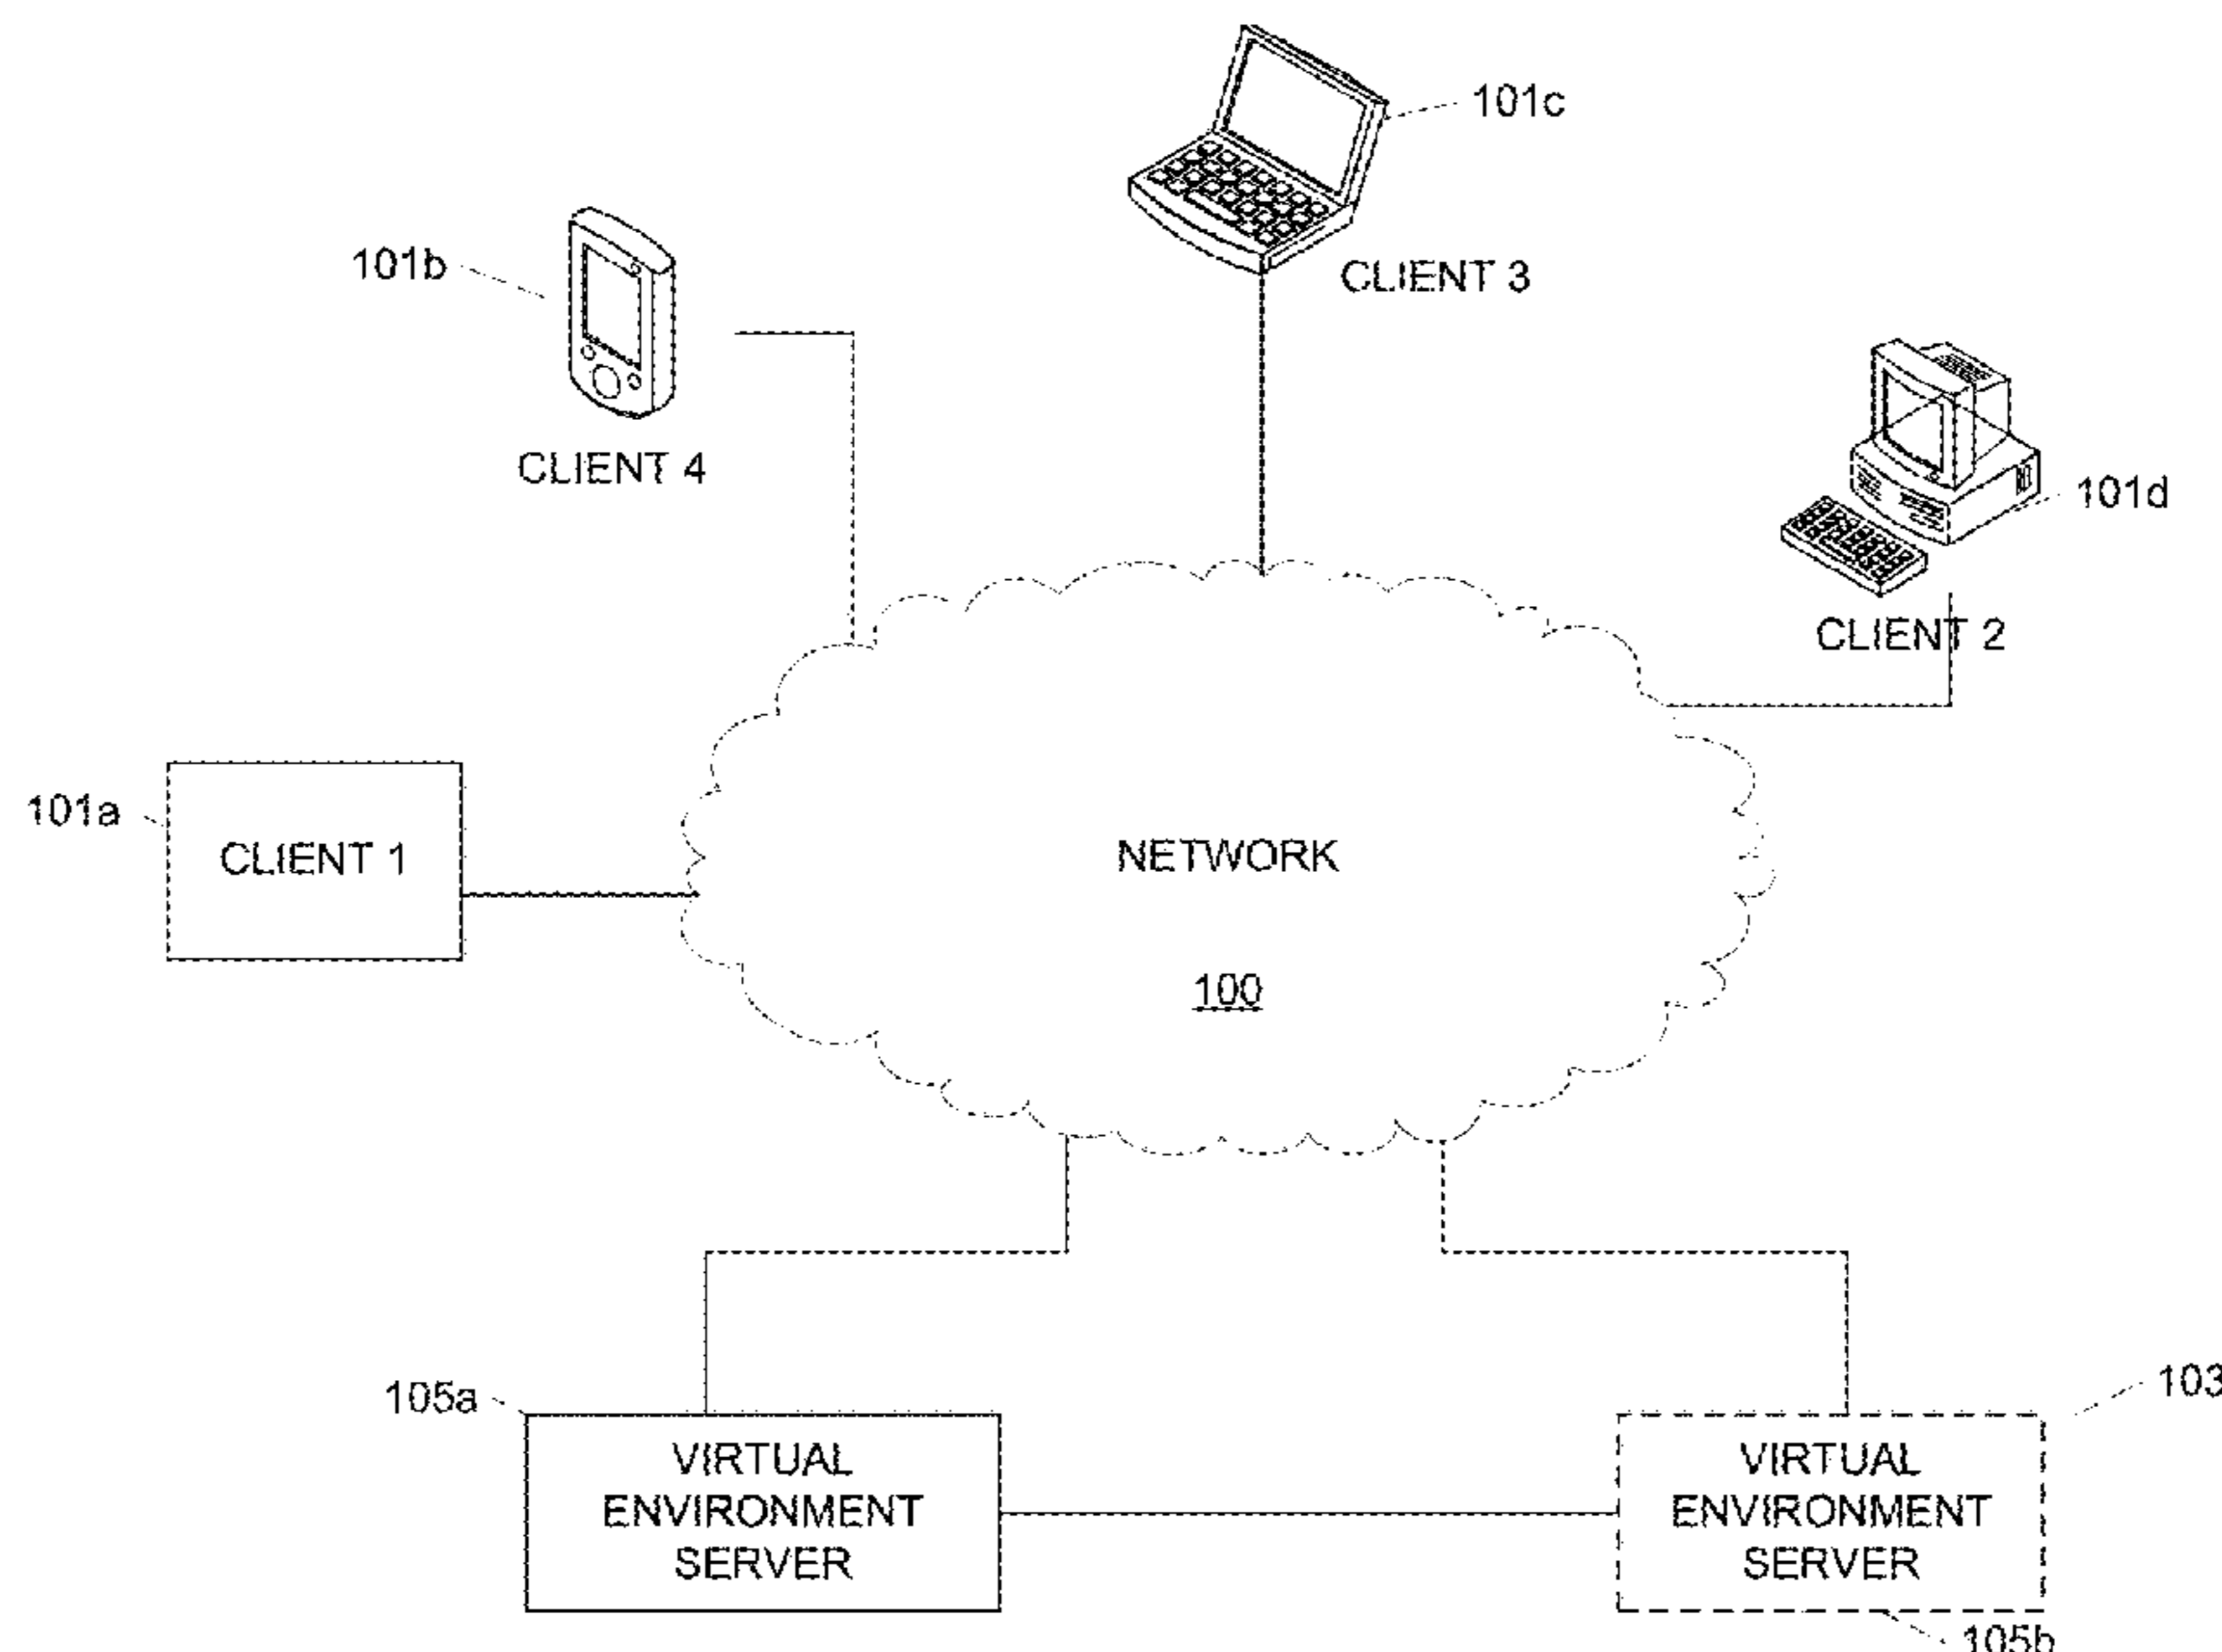 101c
CLIENT 3
101b
CLIENT 4
101d
CLIENT 2
101a
CLIENT 1
NETWORK
100
105a
VIRTUAL
ENVIRONMENT
SERVER
103
VIRTUAL
ENVIRONMENT
SERVER
105b